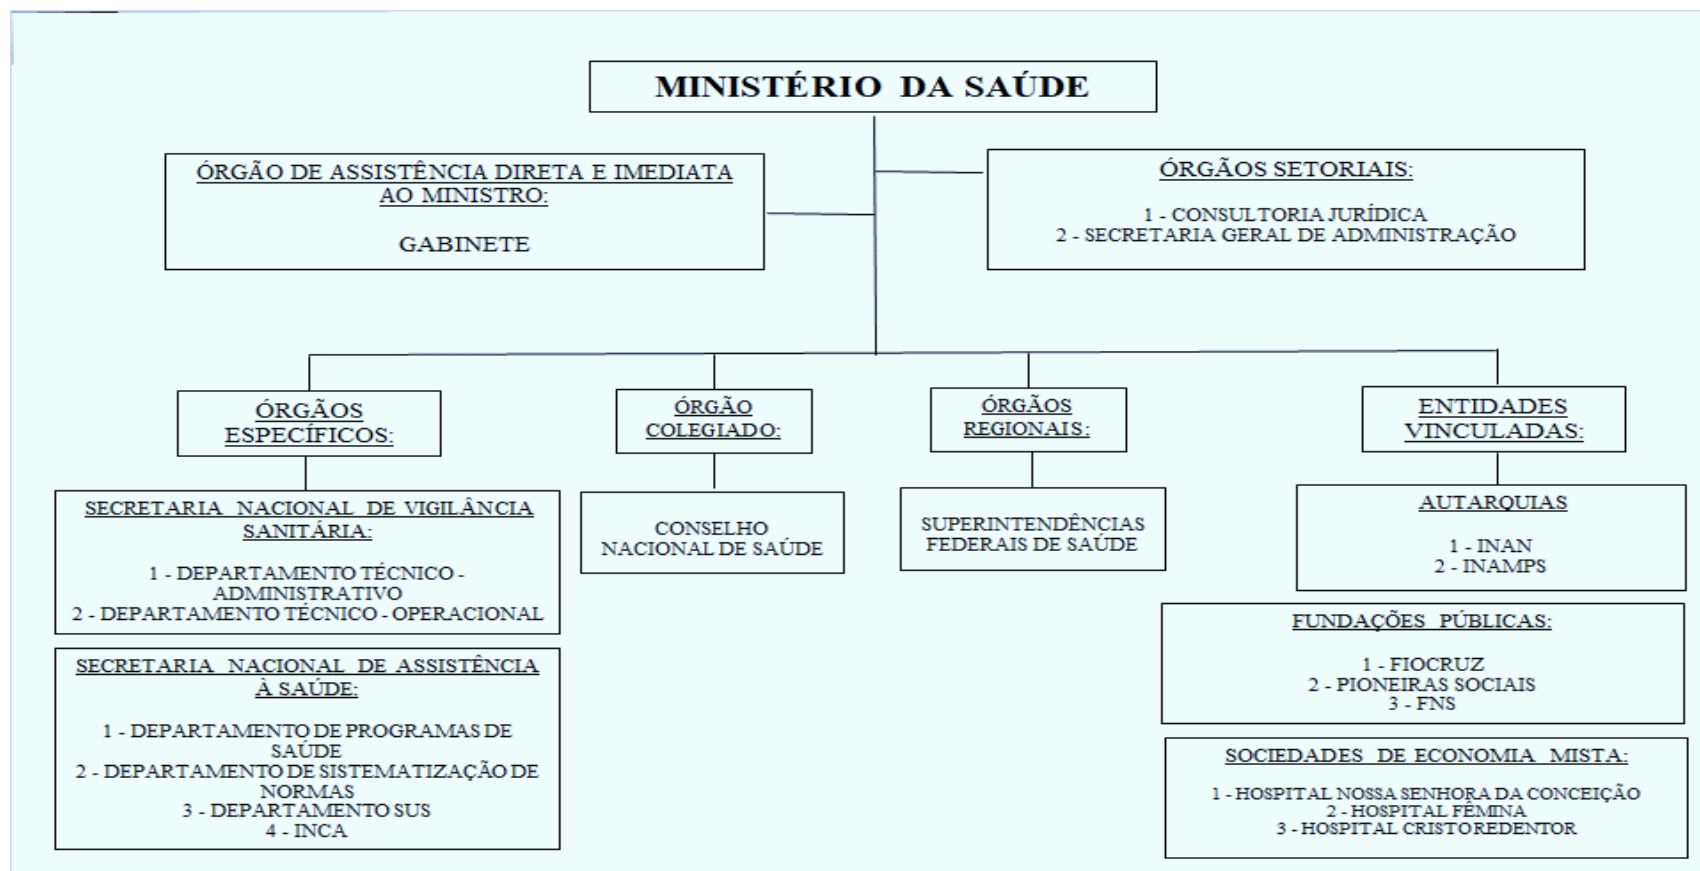 MINISTÉRIO DA SAÚDE
ÓRGÃO DE ASSISTÊNCIA DIRETA E IMEDIATA
AO MINISTRO:
GABINETE
ÓRGÃOS SETORIAIS:
1 - CONSULTORIA JURÍDICA
2 - SECRETARIA GERAL DE ADMINISTRAÇÃO
ÓRGÃOS
ESPECÍFICOS:
SECRETARIA NACIONAL DE VIGILÂNCIA
SANITÁRIA:
1 - DEPARTAMENTO TÉCNICO -
ADMINISTRATIVO
2 - DEPARTAMENTO TÉCNICO - OPERACIONAL
SECRETARIA NACIONAL DE ASSISTÊNCIA
À SAÚDE:
1 - DEPARTAMENTO DE PROGRAMAS DE
SAÚDE
2 - DEPARTAMENTO DE SISTEMATIZAÇÃO DE
NORMAS
3 - DEPARTAMENTO SUS
4 - INCA
ÓRGÃO
COLEGIADO:
CONSELHO
NACIONAL DE SAÚDE
ÓRGÃOS
REGIONAIS:
SUPERINTENDÊNCIAS
FEDERAIS DE SAÚDE
ENTIDADES
VINCULADAS:
AUTARQUIAS
1 - INAN
2 - INAMPS
FUNDAÇÕES PÚBLICAS:
1 - FIOCRUZ
2 - PIONEIRAS SOCIAIS
3 - FNS
SOCIEDADES DE ECONOMIA MISTA:
1 - HOSPITAL NOSSA SENHORA DA CONCEIÇÃO
2 - HOSPITAL FÊMINA
3 - HOSPITAL CRISTO REDENTOR